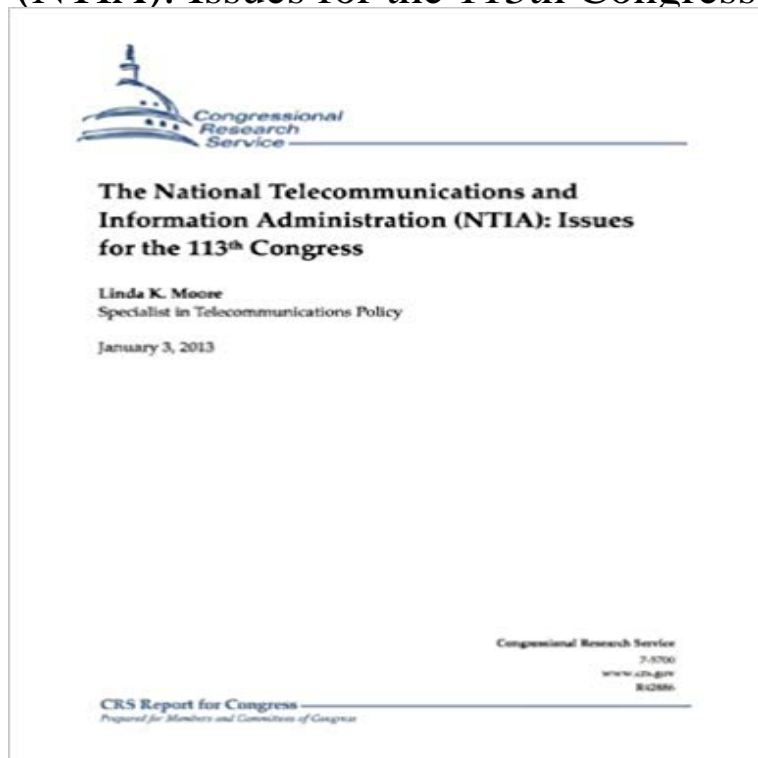 (NTIA): Issues for the 113th Congress
Congressional
Research
Service
The National Telecommunications and
Information Administration (NTIA): Issues
for the 113th Congress
Linda K. Moore
Specialist in Telecommunications Policy
January 3, 2013
Congressional Research Service
7-5700
www.crs.gov
R42886
CRS Report for Congress
Prepared for Members and Committees of Congress